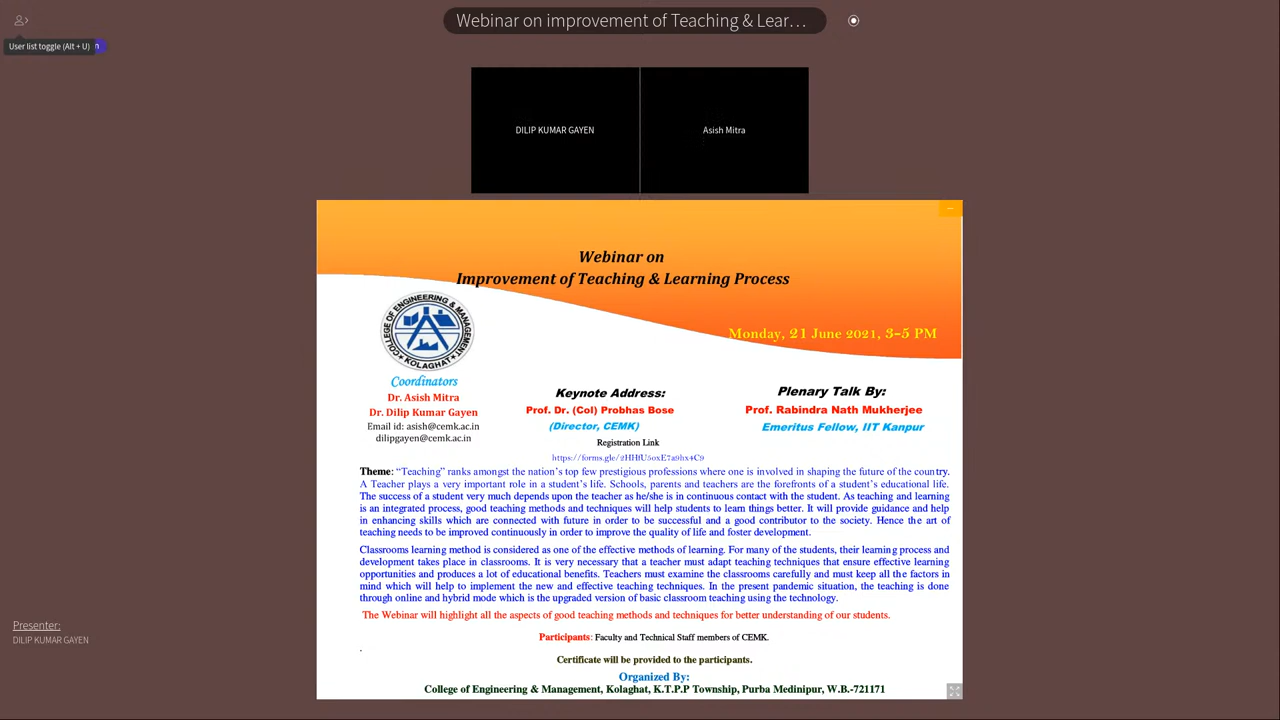 Webinar on improvement of Teaching & Lear…
User list toggle (Alt + U)
n
DILIP KUMAR GAYEN
Asish Mitra
Webinar on
Improvement of Teaching & Learning Process
Monday, 21 June 2021, 3-5 PM
COLLEGE OF ENGINEERING & MANAGEMENT
KOLAGHAT
Coordinators
Dr. Asish Mitra
Dr. Dilip Kumar Gayen
Email id: asish@cemk.ac.in
dilipgayen@cemk.ac.in
Keynote Address:
Prof. Dr. (Col) Probhas Bose
(Director, CEMK)
Plenary Talk By:
Prof. Rabindra Nath Mukherjee
Emeritus Fellow, IIT Kanpur
Registration Link
Theme: “Teaching” ranks amongst the nation’s top few prestigious professions where one is involved in shaping the future of the country.
A Teacher plays a very important role in a student’s life. Schools, parents and teachers are the forefronts of a student’s educational life.
The success of a student very much depends upon the teacher as he/she is in continuous contact with the student. As teaching and learning
is an integrated process, good teaching methods and techniques will help students to learn things better. It will provide guidance and help
in enhancing skills which are connected with future in order to be successful and a good contributor to the society. Hence the art of
teaching needs to be improved continuously in order to improve the quality of life and foster development.
Classrooms learning method is considered as one of the effective methods of learning. For many of the students, their learning process and
development takes place in classrooms. It is very necessary that a teacher must adapt teaching techniques that ensure effective learning
opportunities and produces a lot of educational benefits. Teachers must examine the classrooms carefully and must keep all the factors in
mind which will help to implement the new and effective teaching techniques. In the present pandemic situation, the teaching is done
through online and hybrid mode which is the upgraded version of basic classroom teaching using the technology.
The Webinar will highlight all the aspects of good teaching methods and techniques for better understanding of our students.
Participants: Faculty and Technical Staff members of CEMK.
.
Certificate will be provided to the participants.
Organized By:
College of Engineering & Management, Kolaghat, K.T.P.P Township, Purba Medinipur, W.B.-721171
Presenter:
DILIP KUMAR GAYEN